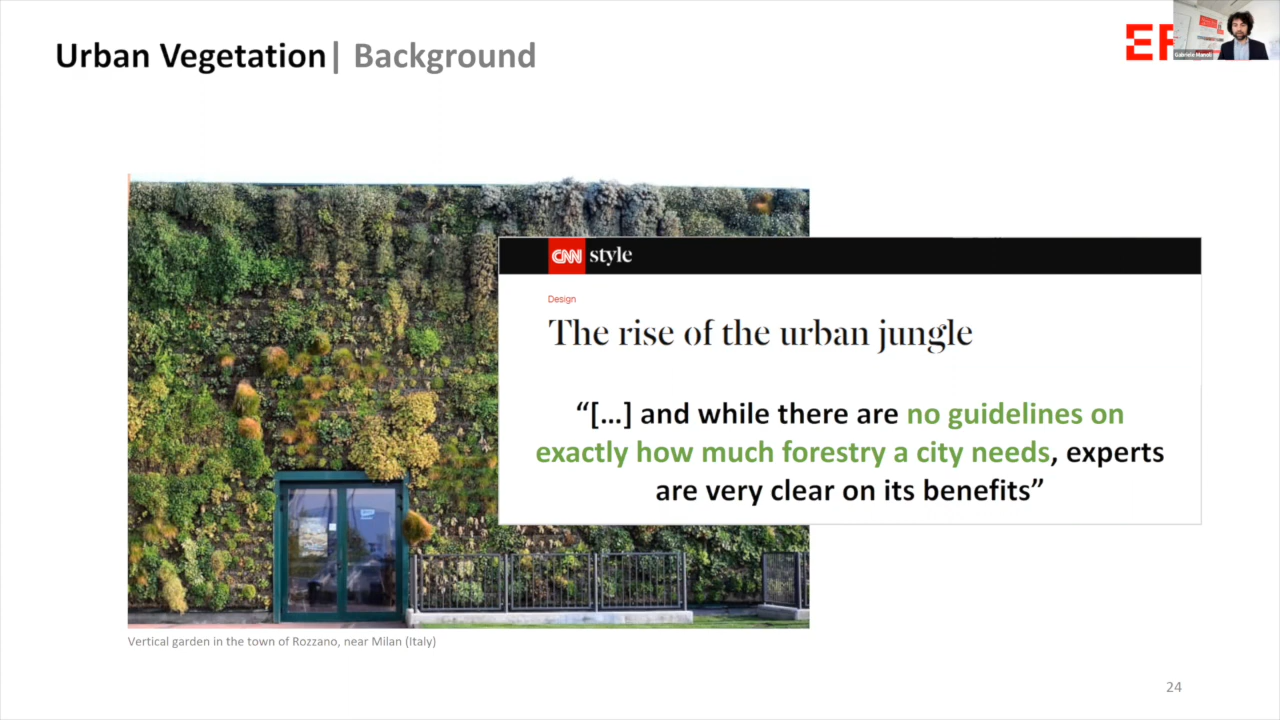 Urban Vegetation| Background
Gabriele Manoli
CNN style
Design
The rise of the urban jungle
“[…] and while there are no guidelines on
exactly how much forestry a city needs, experts
are very clear on its benefits”
Vertical garden in the town of Rozzano, near Milan (Italy)
24